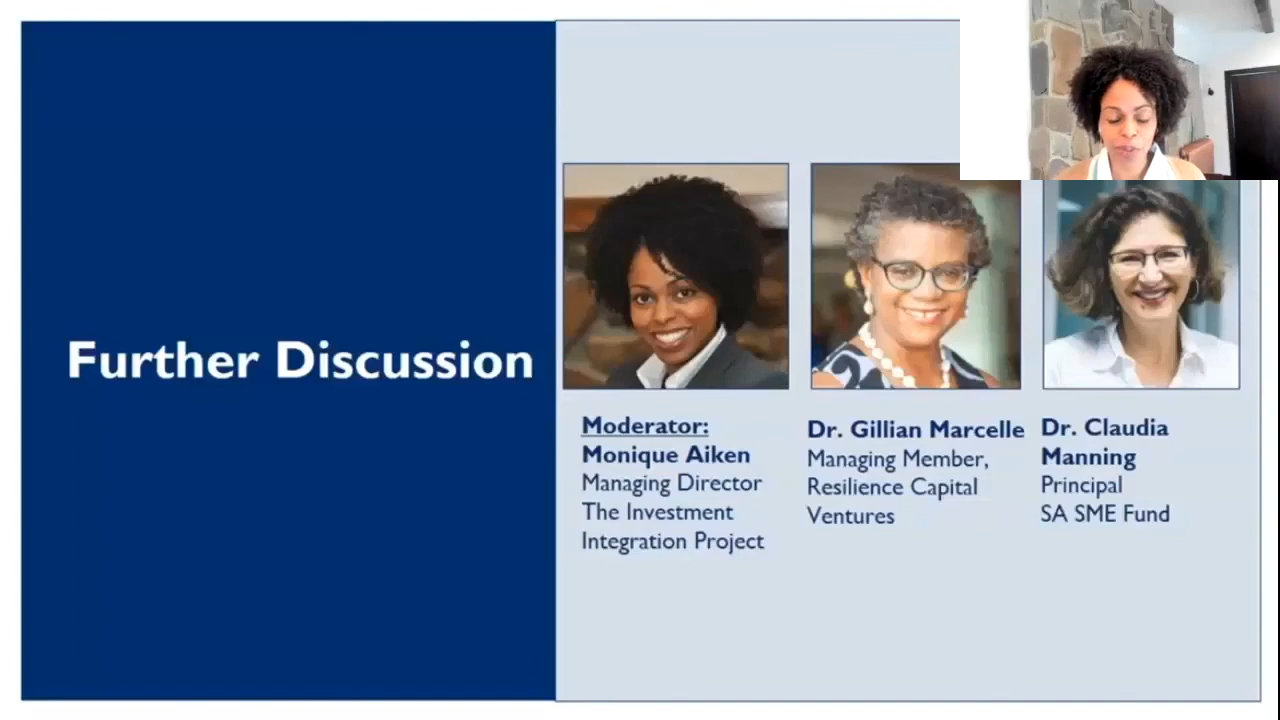 Further Discussion
Moderator:
Monique Aiken
Managing Director
The Investment
Integration Project
Dr. Gillian Marcelle
Managing Member,
Resilience Capital
Ventures
Dr. Claudia
Manning
Principal
SA SME Fund